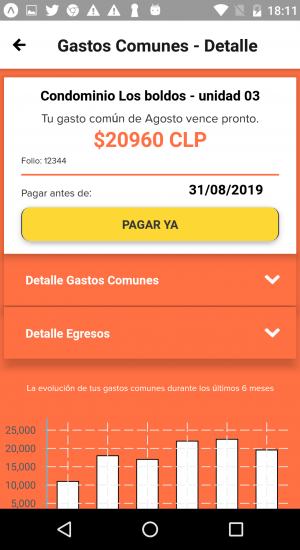 18:11
Gastos Comunes - Detalle
Condominio Los boldos - unidad 03
Tu gasto común de Agosto vence pronto.
$20960 CLP
Folio: 12344
Pagar antes de: 31/08/2019
PAGAR YA
Detalle Gastos Comunes
Detalle Egresos
La evolución de tus gastos comunes durante los últimos 6 meses
25,000
20,000
15,000
10,000
5,000